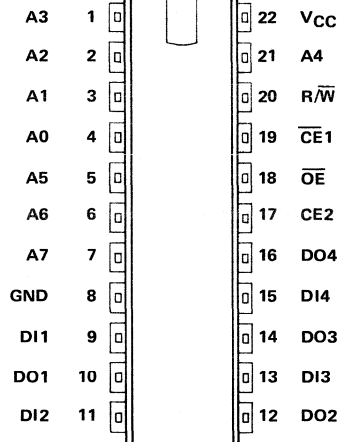 A3 1 22 VCC
A2 2 21 A4
A1 3 20 R/W̅
A0 4 19 C̅E̅1
A5 5 18 O̅E̅
A6 6 17 CE2
A7 7 16 DO4
GND 8 15 DI4
DI1 9 14 DO3
DO1 10 13 DI3
DI2 11 12 DO2